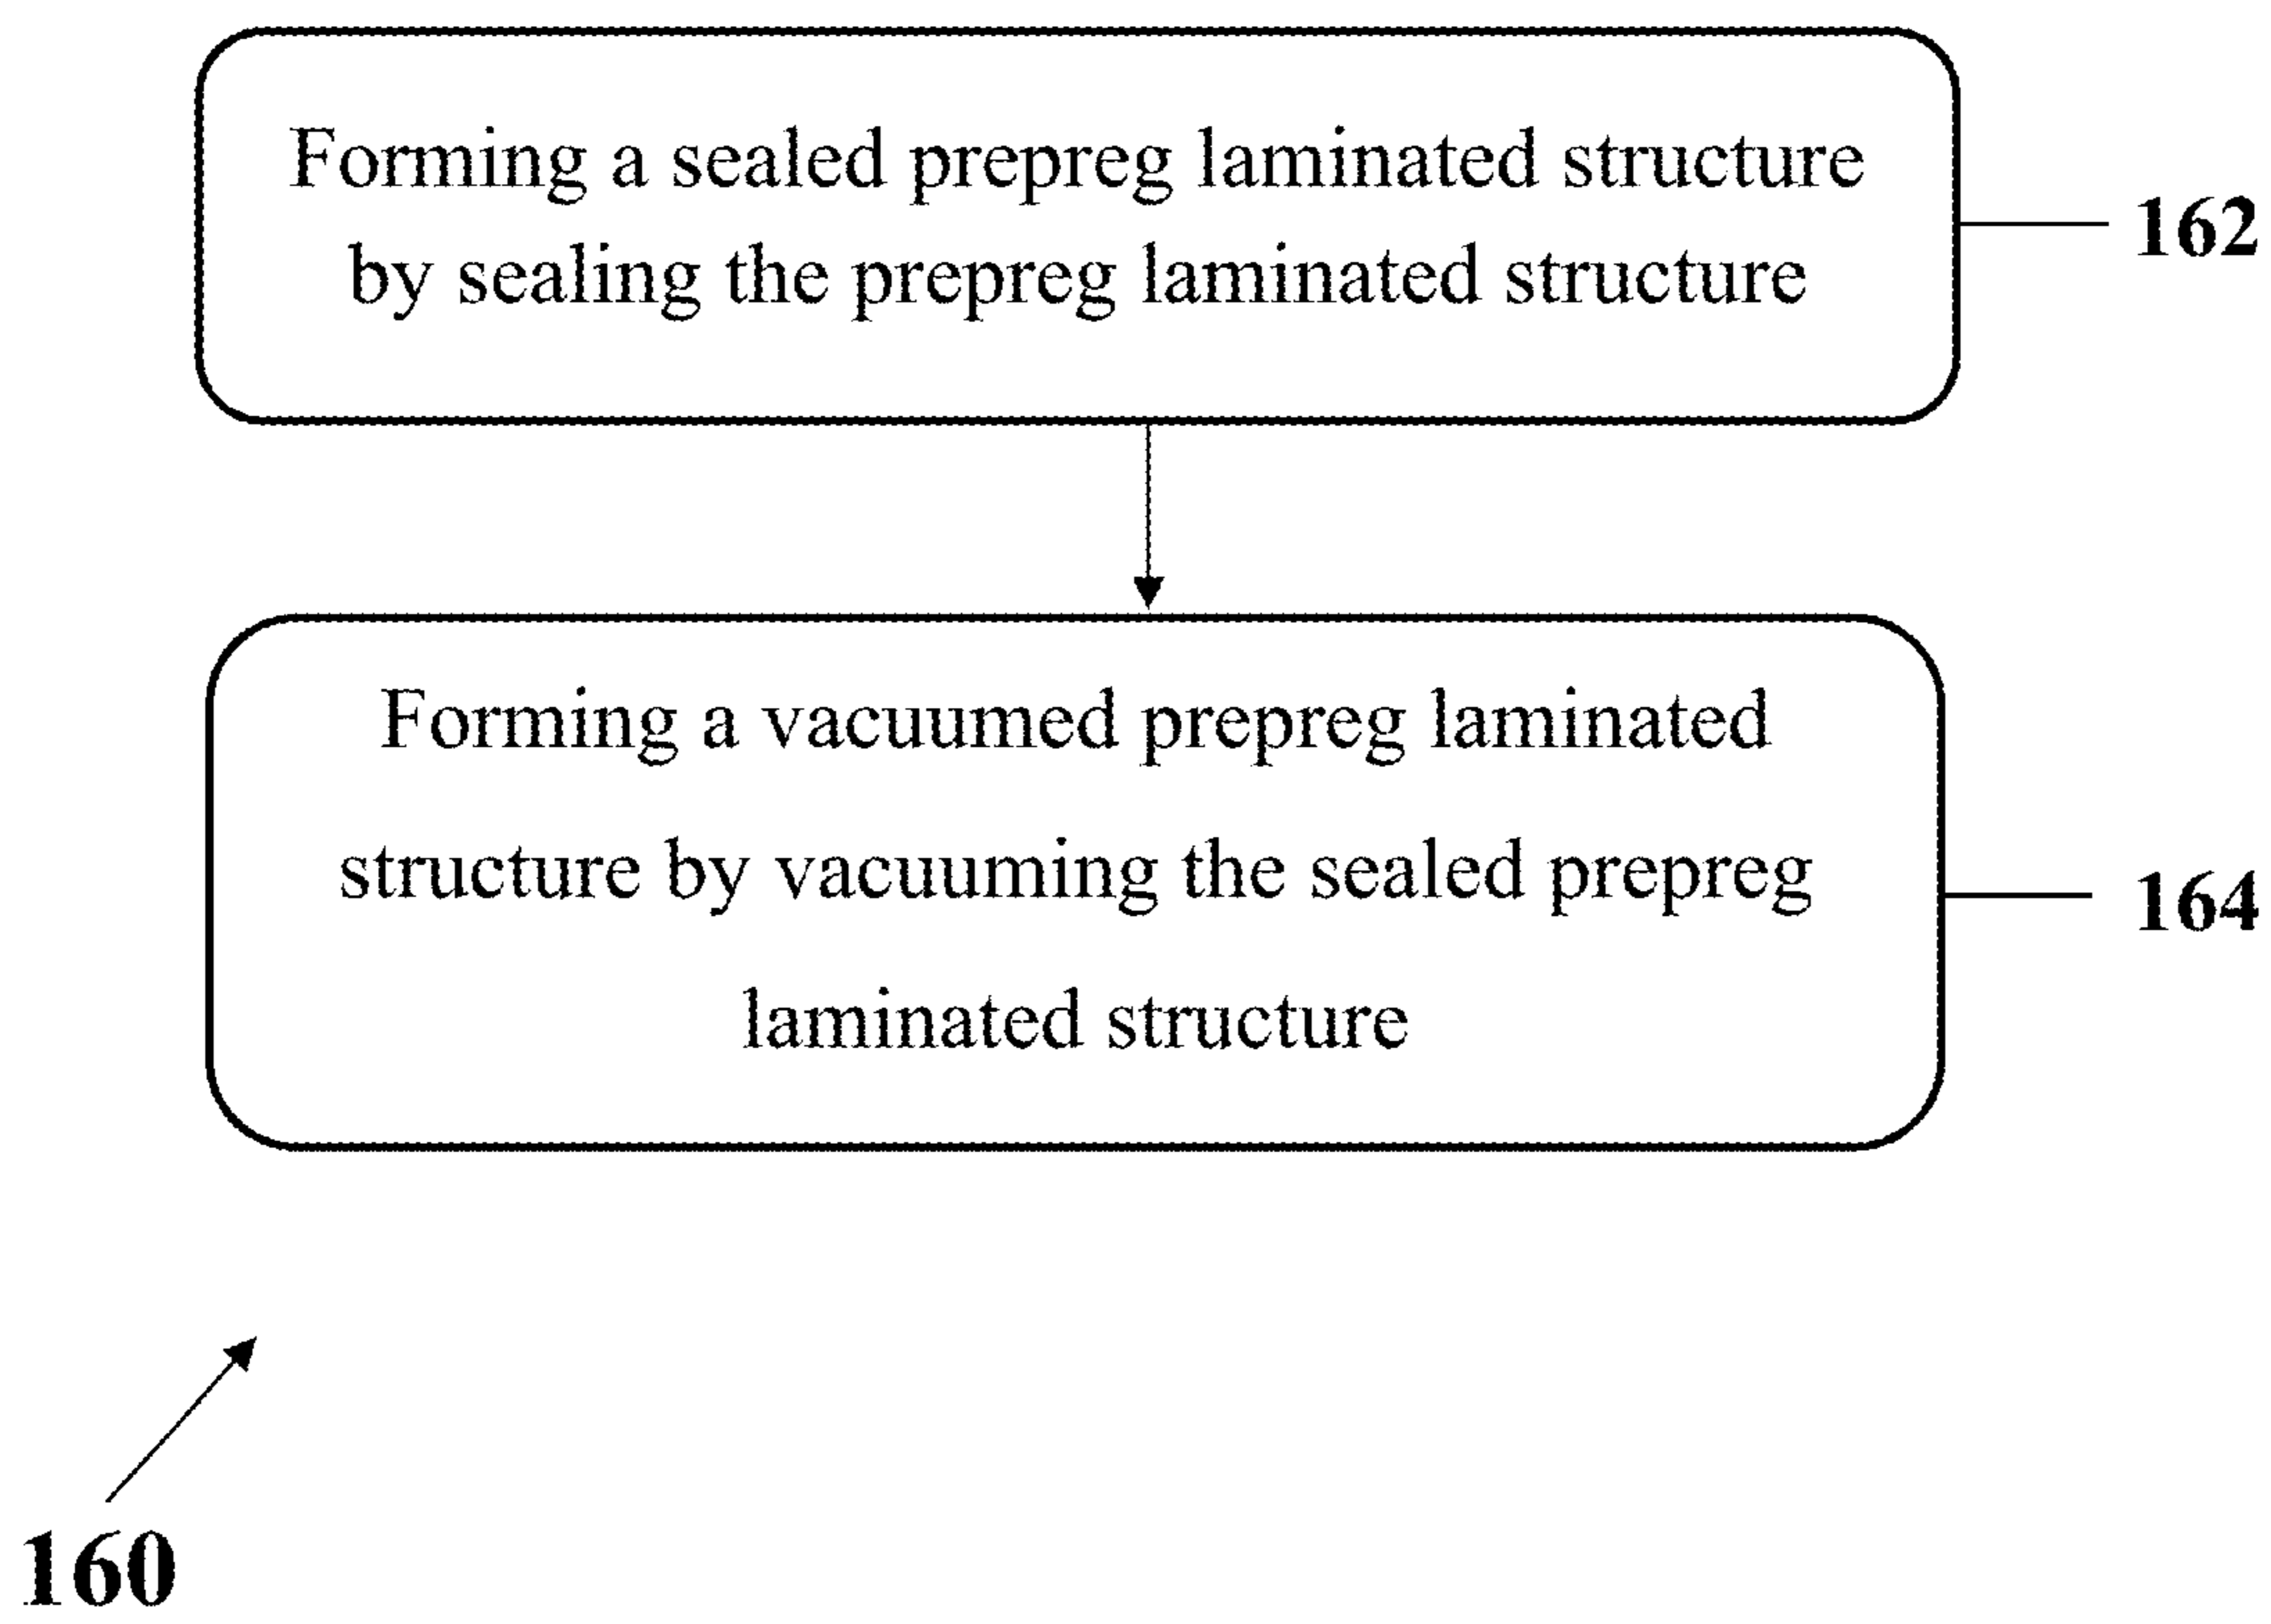 Forming a sealed prepreg laminated structure
by sealing the prepreg laminated structure
162
Forming a vacuumed prepreg laminated
structure by vacuuming the sealed prepreg
laminated structure
164
160